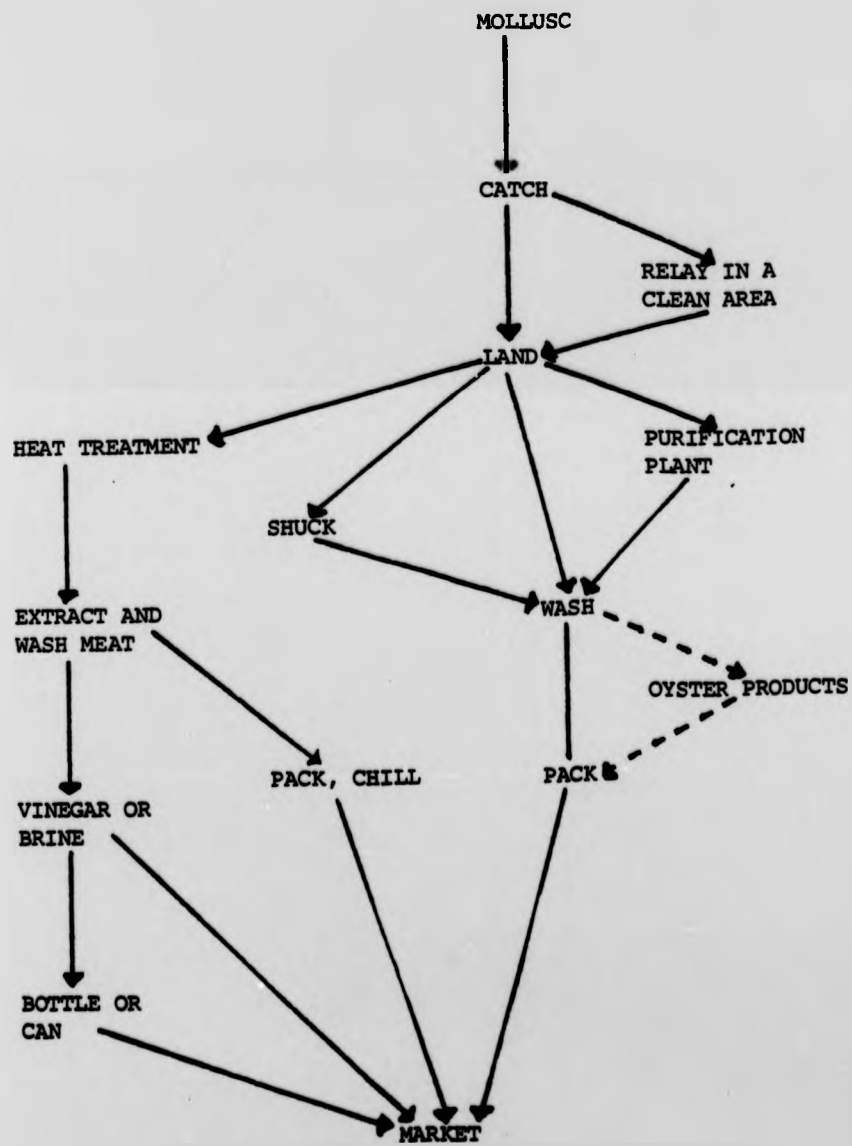 MOLLUSC
CATCH
RELAY IN A
CLEAN AREA
LAND
HEAT TREATMENT
PURIFICATION
PLANT
SHUCK
EXTRACT AND
WASH MEAT
WASH
OYSTER PRODUCTS
PACK, CHILL
PACK
VINEGAR OR
BRINE
BOTTLE OR
CAN
MARKET